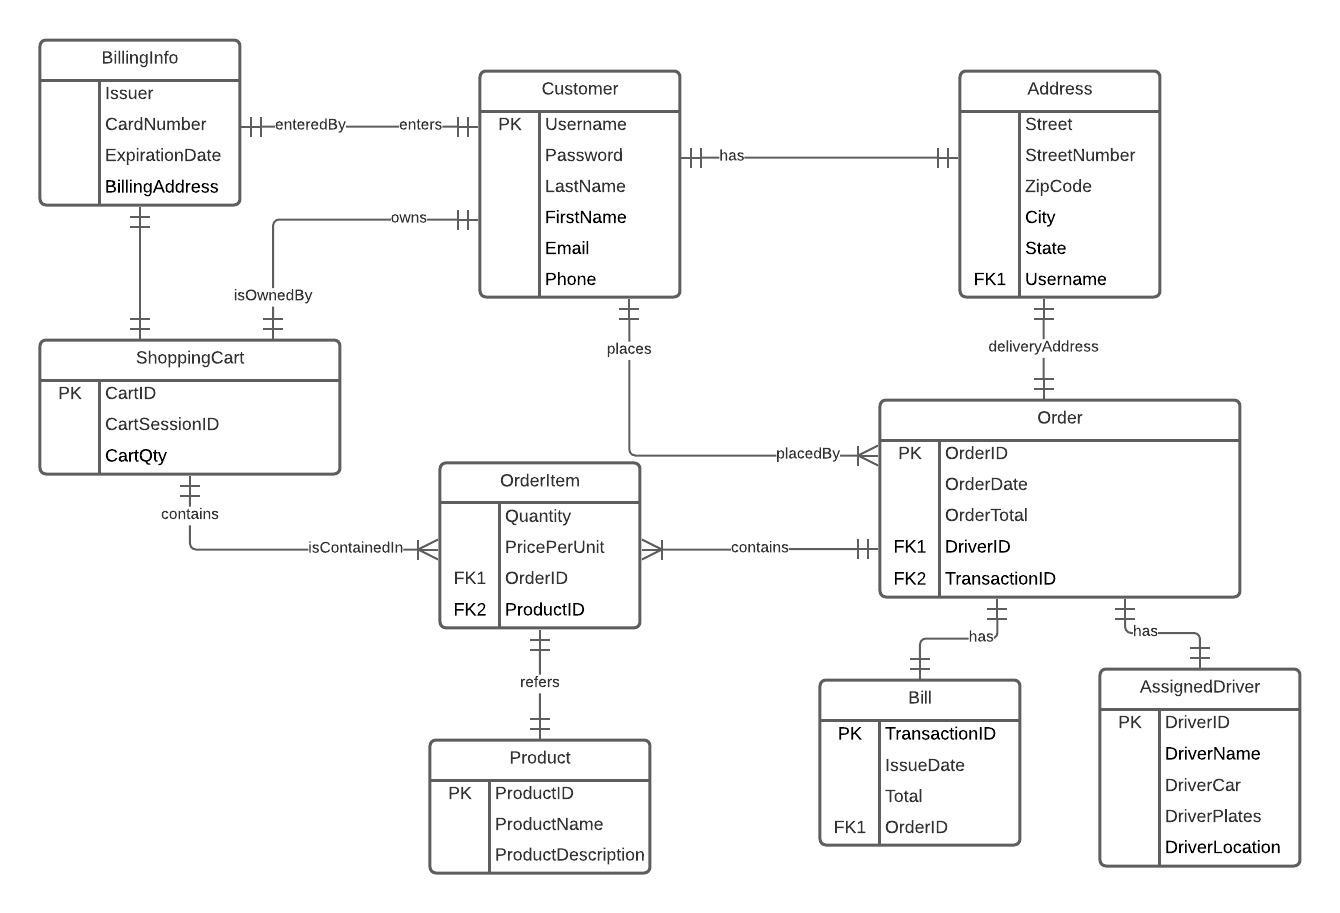 BillingInfo
Issuer
CardNumber
ExpirationDate
BillingAddress
enteredBy
enters
Customer
PK Username
Password
LastName
FirstName
Email
Phone
has
Address
Street
StreetNumber
ZipCode
City
State
FK1 Username
owns
isOwnedBy
places
deliveryAddress
ShoppingCart
PK CartID
CartSessionID
CartQty
contains
isContainedIn
placedBy
OrderItem
Quantity
PricePerUnit
FK1 OrderID
FK2 ProductID
contains
Order
PK OrderID
OrderDate
OrderTotal
FK1 DriverID
FK2 TransactionID
refers
has
has
Product
PK ProductID
ProductName
ProductDescription
Bill
PK TransactionID
IssueDate
Total
FK1 OrderID
AssignedDriver
PK DriverID
DriverName
DriverCar
DriverPlates
DriverLocation